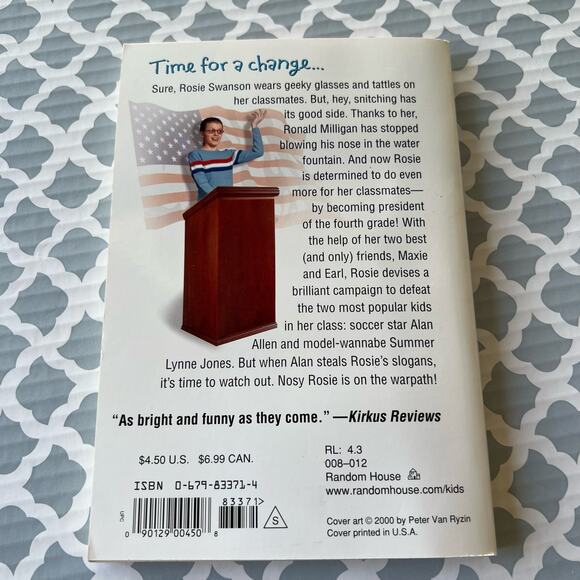 Time for a change...
Sure, Rosie Swanson wears geeky glasses and tattles on
her classmates. But, hey, snitching has
its good side. Thanks to her,
Ronald Milligan has stopped
blowing his nose in the water
fountain. And now Rosie
is determined to do even
more for her classmates—
by becoming president
of the fourth grade! With
the help of her two best
(and only) friends, Maxie
and Earl, Rosie devises a
brilliant campaign to defeat
the two most popular kids
in her class: soccer star Alan
Allen and model-wannabe Summer
Lynne Jones. But when Alan steals Rosie's slogans,
it's time to watch out. Nosy Rosie is on the warpath!
“As bright and funny as they come.” —Kirkus Reviews
$4.50 U.S. $6.99 CAN.
ISBN 0-679-83371-4
83371>
UPC
0 90129 00450 8
S
RL: 4.3
008–012
Random House
www.randomhouse.com/kids
Cover art © 2000 by Peter Van Ryzin
Cover printed in U.S.A.